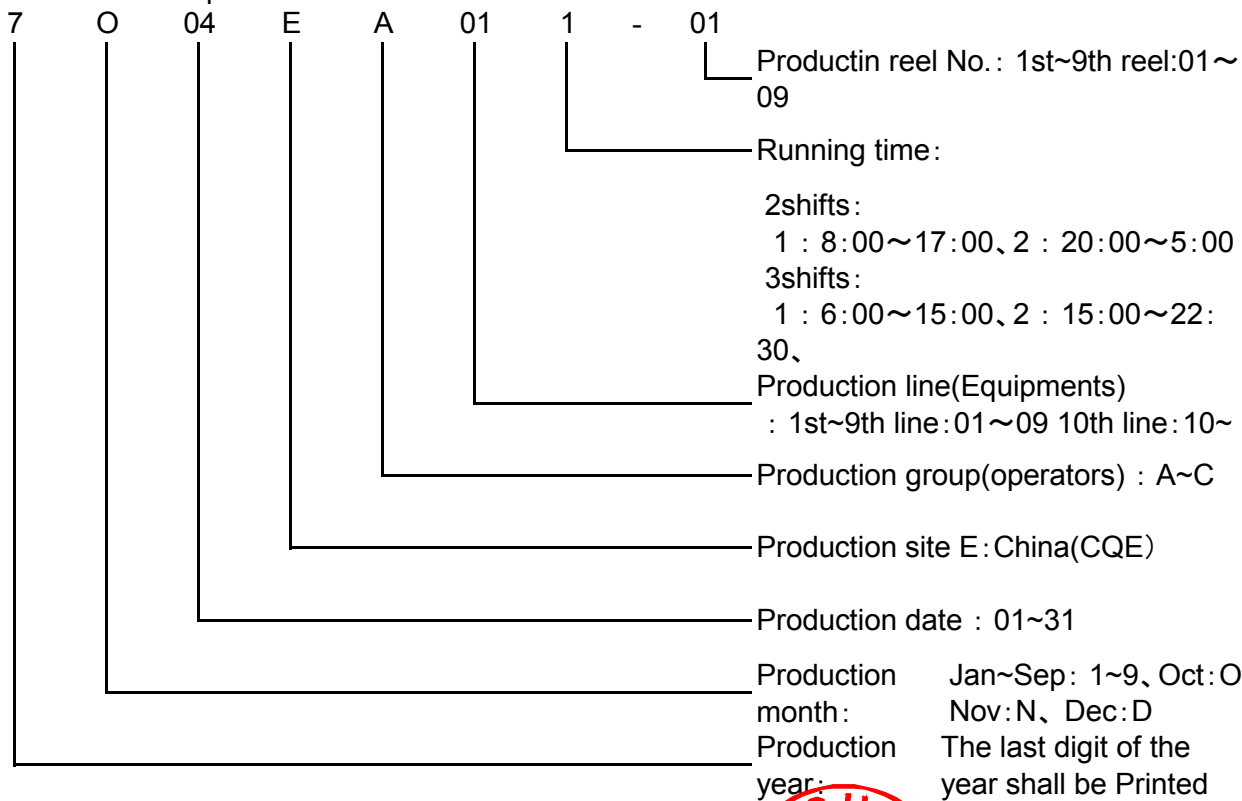 7 O 04 E A 01 1 - 01
Productin reel No.: 1st~9th reel:01～
09
Running time:
2shifts:
1 : 8:00～17:00、2 : 20:00～5:00
3shifts:
1 : 6:00～15:00、2 : 15:00～22:
30、
Production line(Equipments)
: 1st~9th line:01～09 10th line:10~
Production group(operators) : A~C
Production site E:China(CQE）
Production date : 01~31
Production Jan~Sep: 1~9、Oct:O
month: Nov:N、 Dec:D
Production The last digit of the
year: year shall be Printed